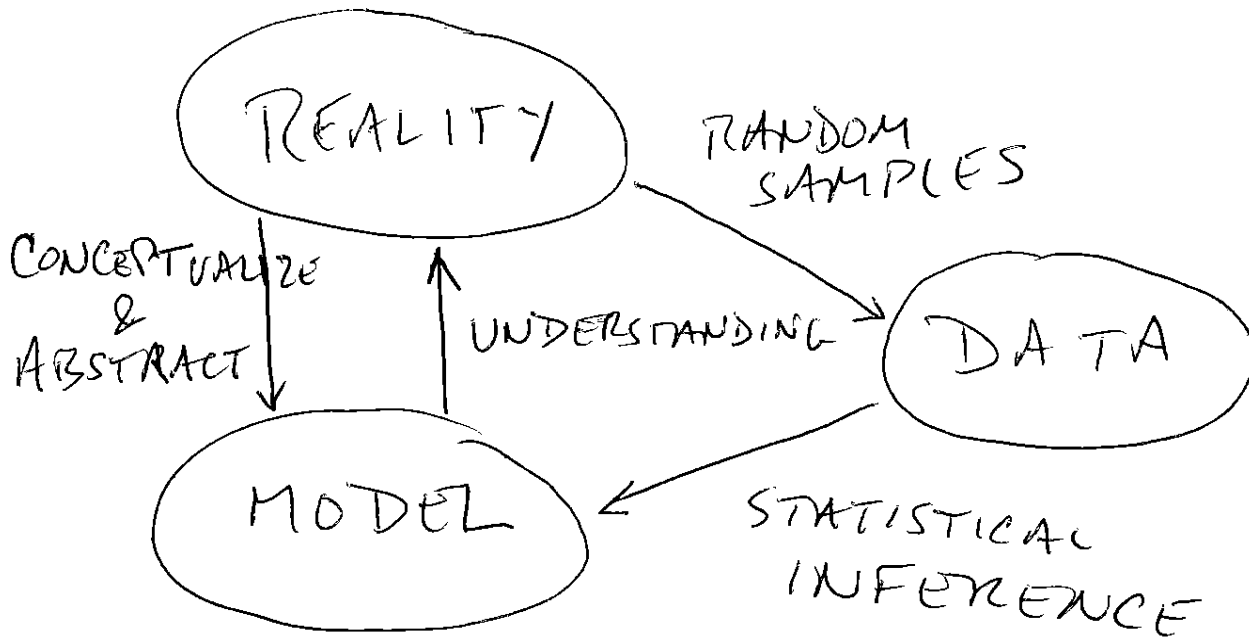 REALITY
RANDOM
SAMPLES
CONCEPTUALIZE
&
ABSTRACT
UNDERSTANDING
DATA
MODEL
STATISTICAL
INFERENCE